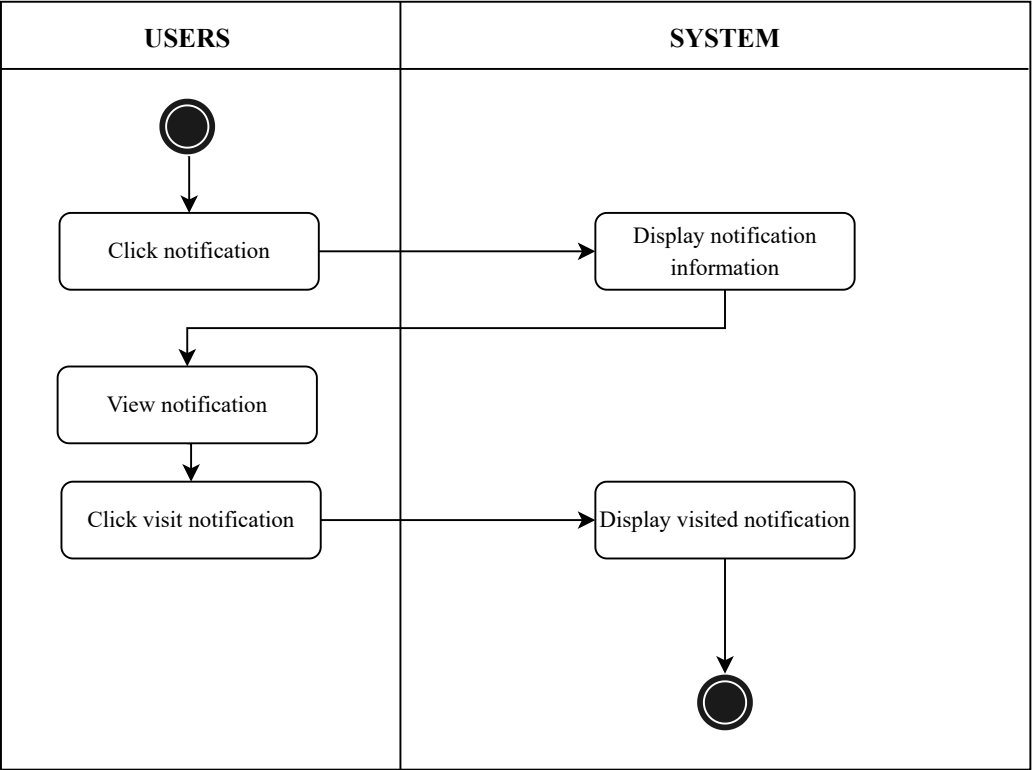 USERS
SYSTEM
Click notification
Display notification
information
View notification
Click visit notification
Display visited notification